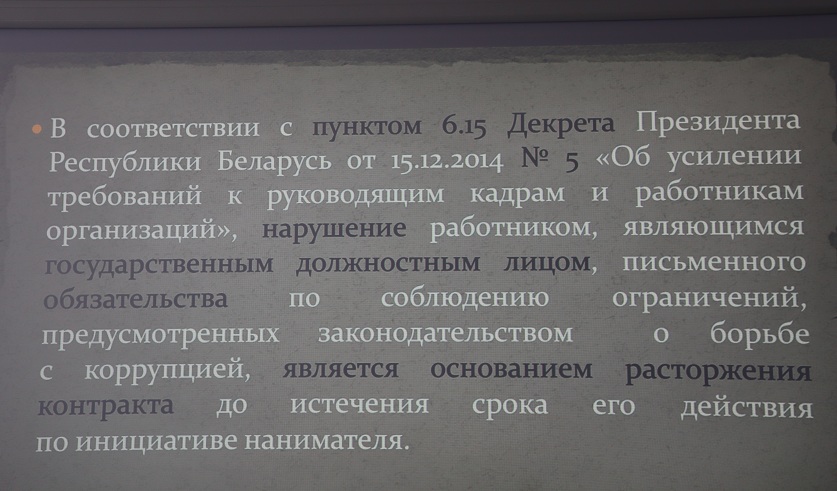 • В соответствии с пунктом 6.15 Декрета Президента
Республики Беларусь от 15.12.2014 № 5 «Об усилении
требований к руководящим кадрам и работникам
организаций», нарушение работником, являющимся
государственным должностным лицом, письменного
обязательства по соблюдению ограничений,
предусмотренных законодательством о борьбе
с коррупцией, является основанием расторжения
контракта до истечения срока его действия
по инициативе нанимателя.